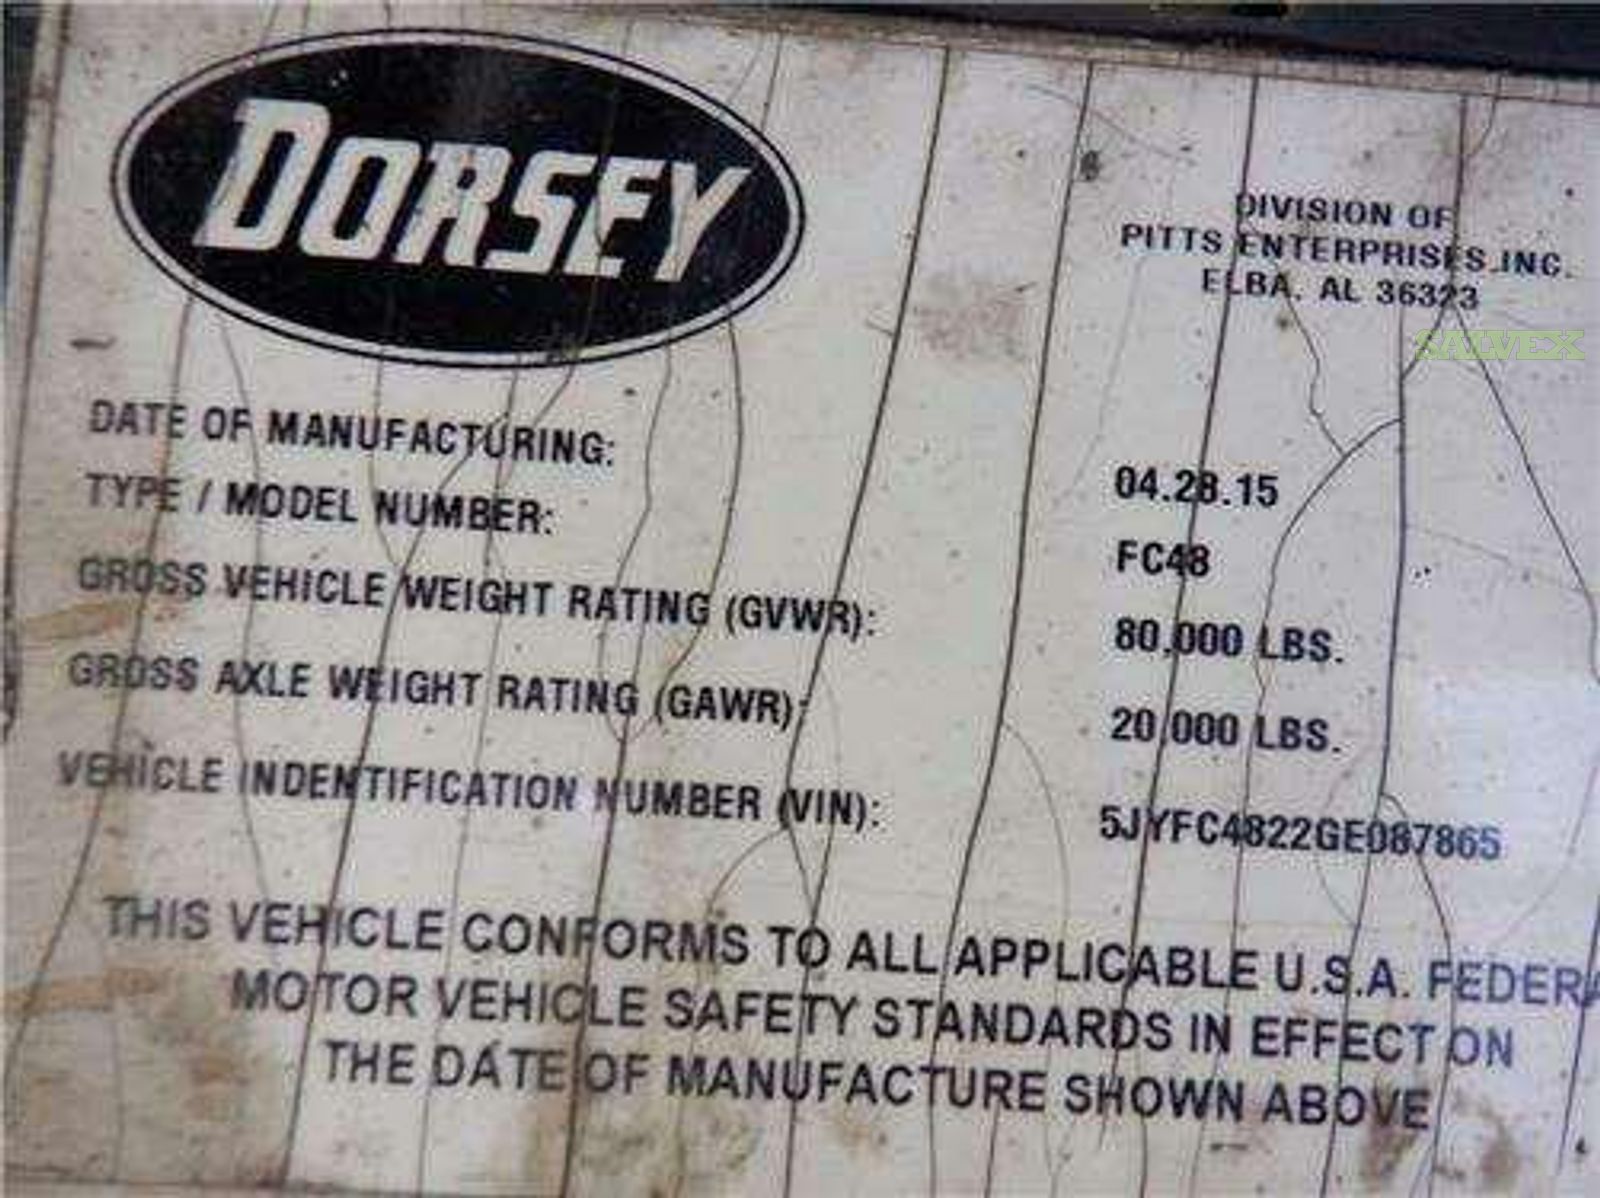 DORSEY
DIVISION OF
PITTS ENTERPRISES, INC.
ELBA, AL 36323
SALVEX
DATE OF MANUFACTURING: 04.28.15
TYPE / MODEL NUMBER: FC48
GROSS VEHICLE WEIGHT RATING (GVWR): 80,000 LBS.
GROSS AXLE WEIGHT RATING (GAWR): 20,000 LBS.
VEHICLE INDENTIFICATION NUMBER (VIN): 5JYFC4822GE087865
THIS VEHICLE CONFORMS TO ALL APPLICABLE U.S.A. FEDERA
MOTOR VEHICLE SAFETY STANDARDS IN EFFECT ON
THE DATE OF MANUFACTURE SHOWN ABOVE